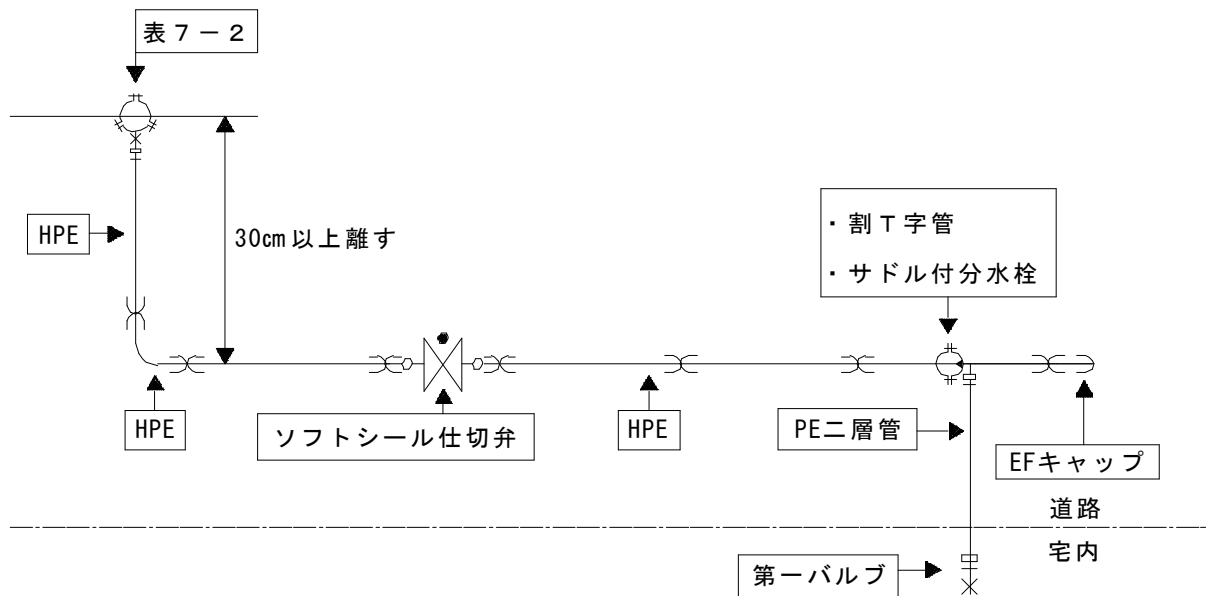 表７－２
HPE
30㎝以上離す
・割Ｔ字管
・サドル付分水栓
HPE
ソフトシール仕切弁
HPE
PE二層管
EFキャップ
道路
宅内
第一バルブ